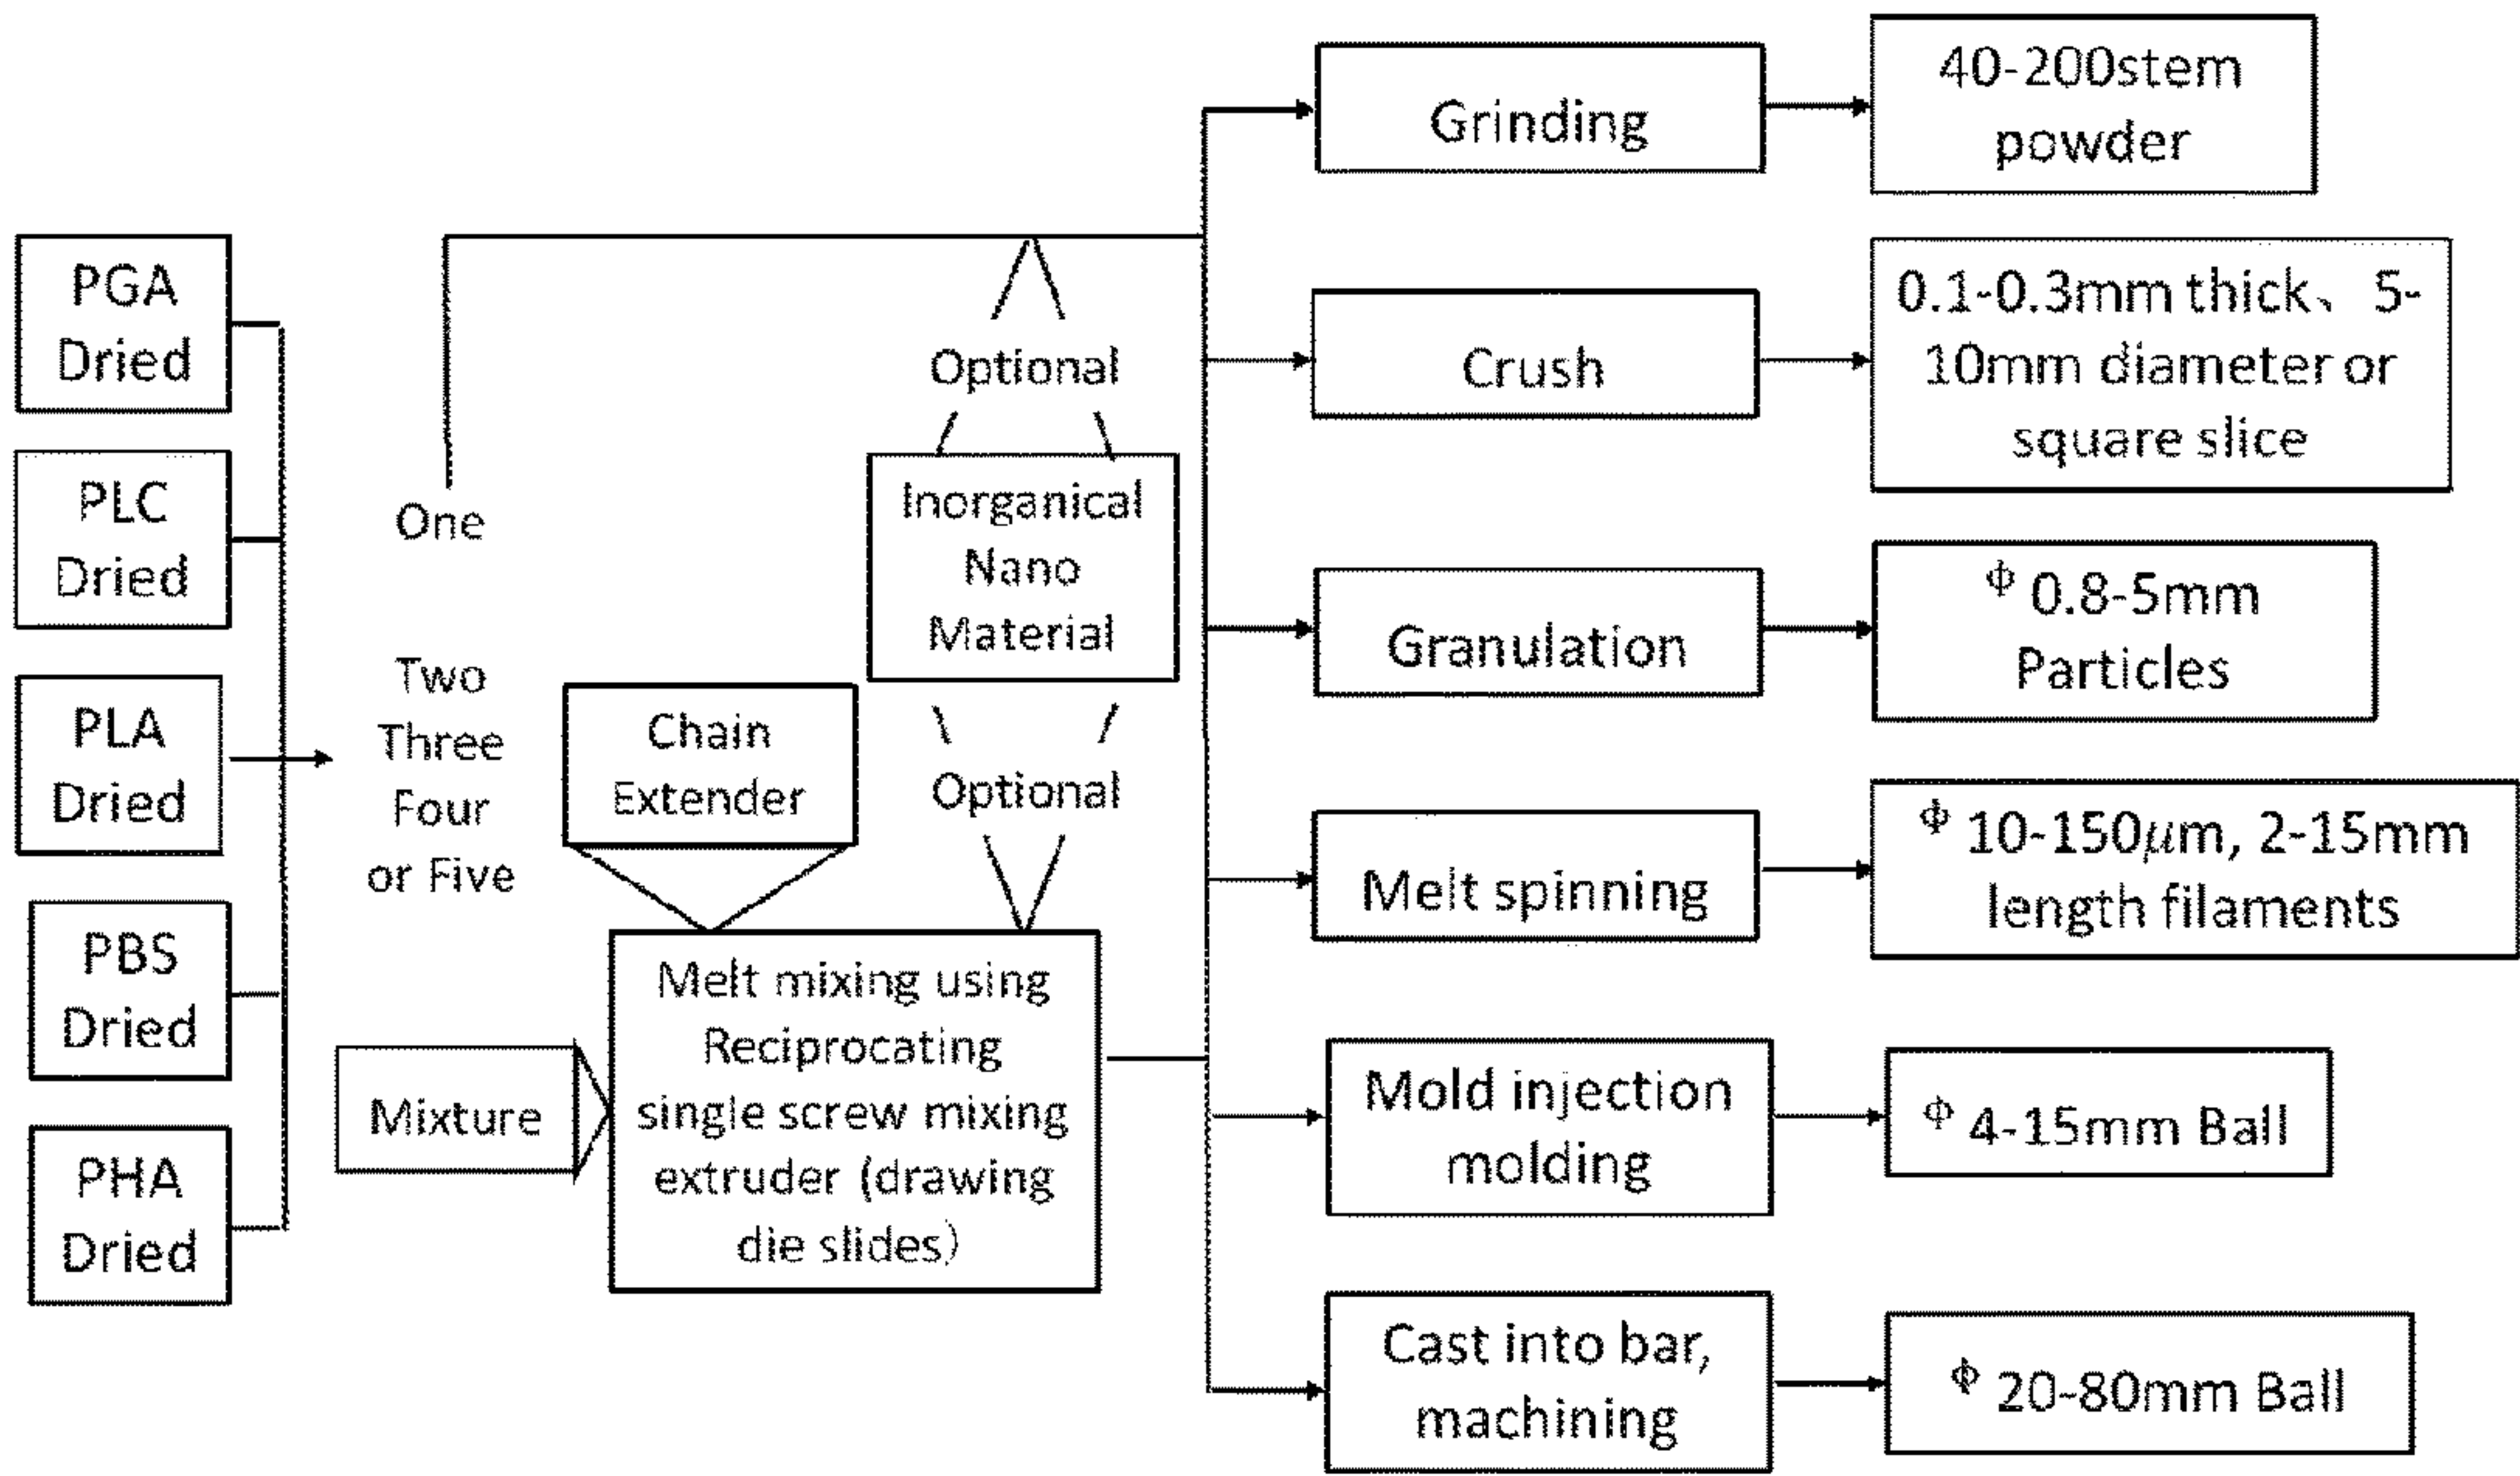 PGA
Dried
PLC
Dried
PLA
Dried
PBS
Dried
PHA
Dried
One
Two
Three
Four
or Five
Mixture
Chain
Extender
Optional
Inorganical
Nano
Material
Optional
Melt mixing using
Reciprocating
single screw mixing
extruder (drawing
die slides)
Grinding
40-200stem
powder
Crush
0.1-0.3mm thick、 5-
10mm diameter or
square slice
Granulation
Φ 0.8-5mm
Particles
Melt spinning
Φ 10-150μm, 2-15mm
length filaments
Mold injection
molding
Φ 4-15mm Ball
Cast into bar,
machining
Φ 20-80mm Ball